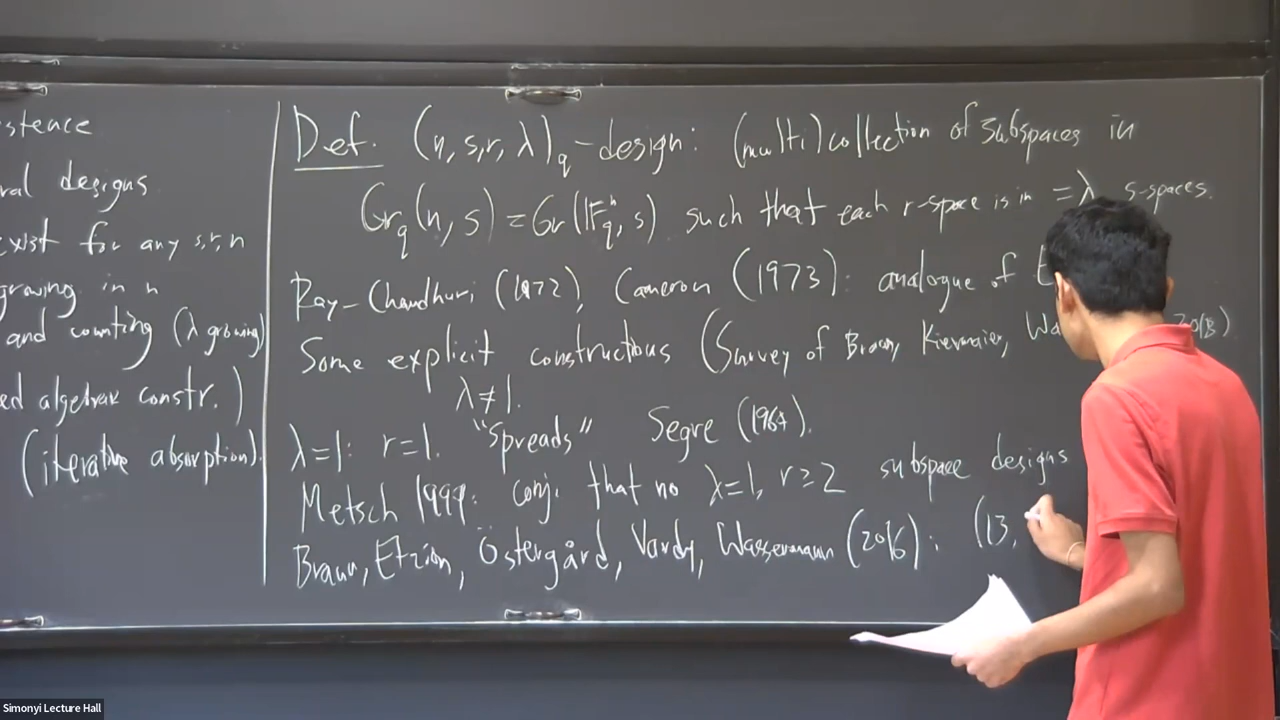 stence
ral designs
exist for any s,r,n
growing in n
and counting (λ growing)
ed algebraic constr.)
(iterative absorption).
Def. (n,s,r,λ)_q-design: (multi)collection of subspaces in
Gr_q(n,s) = Gr(𝔽_q^n, s) such that each r-space is in = λ s-spaces.
Ray-Chaudhuri (1972), Cameron (1973): analogue of
Some explicit constructions (Survey of Braun, Kiermaier, Wa 2018)
λ≠1.
λ=1: r=1. "Spreads" Segre (1964).
Metsch 1999: conj. that no λ=1, r≥2 subspace designs
Braun, Etzion, Östergård, Vardy, Wassermann (2016): (13,
Simonyi Lecture Hall